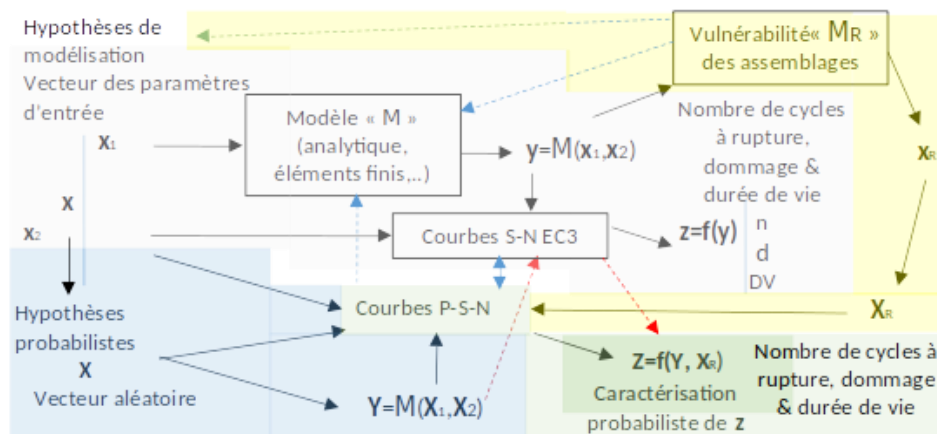 Hypothèses de
modélisation
Vecteur des paramètres
d'entrée
x₁
x
x₂
Modèle « M »
(analytique,
éléments finis,..)
y=M(x₁,x₂)
Vulnérabilité« MR »
des assemblages
Nombre de cycles
à rupture,
dommage &
durée de vie
xR
Courbes S-N EC3
z=f(y)
n
d
DV
Hypothèses
probabilistes
X
Vecteur aléatoire
Courbes P-S-N
XR
Y=M(X₁,X₂)
Z=f(Y, XR)
Caractérisation
probabiliste de z
Nombre de cycles à
rupture, dommage
& durée de vie